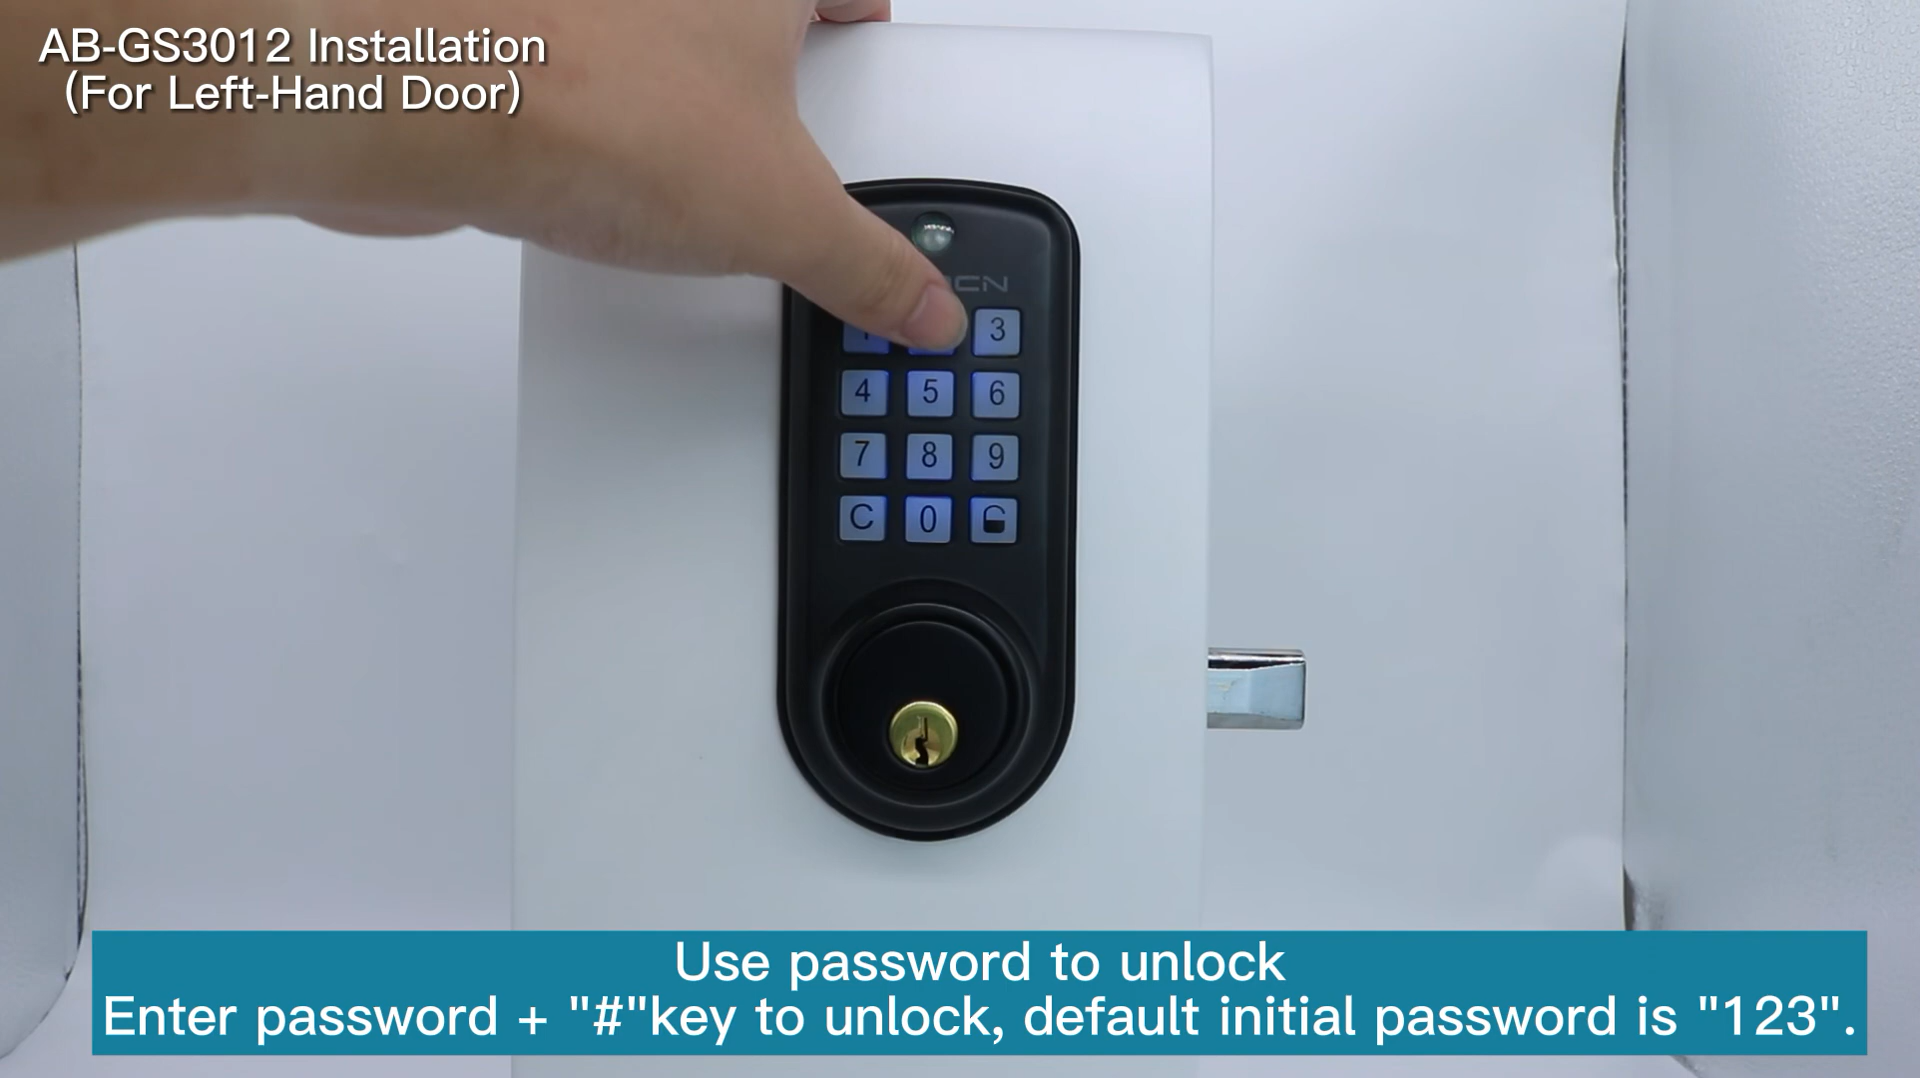 AB-GS3012 Installation
(For Left-Hand Door)
3
4 5 6
7 8 9
C 0
Use password to unlock
Enter password + "#"key to unlock, default initial password is "123".